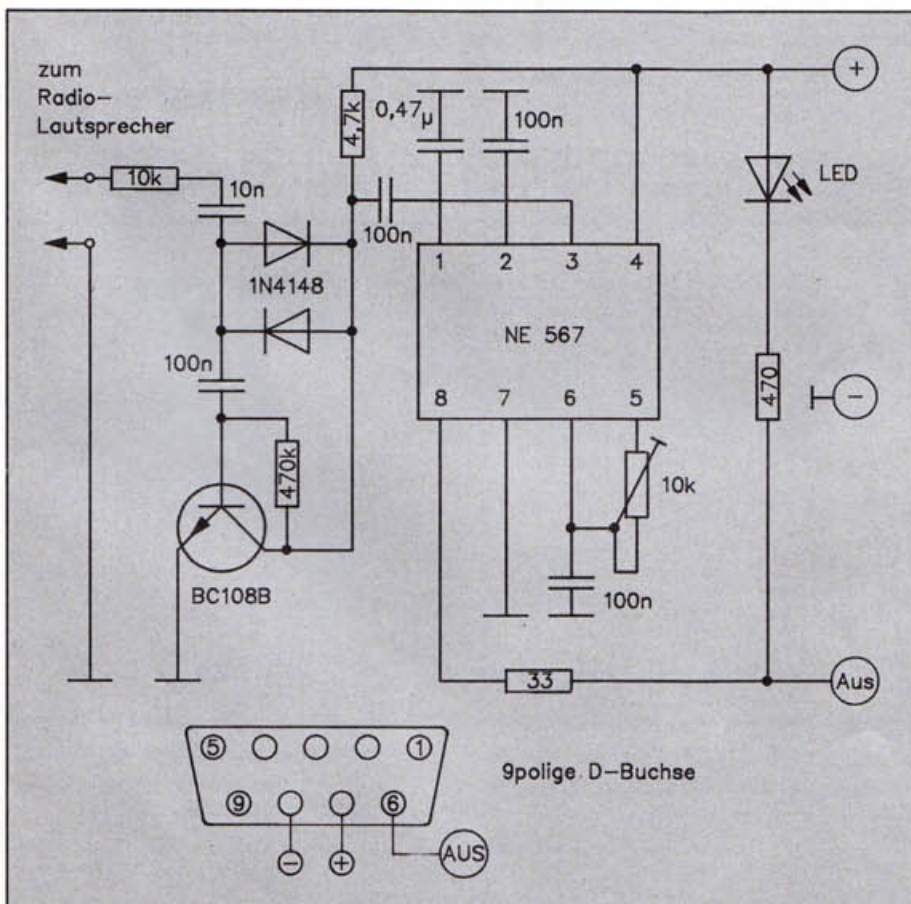 zum
Radio-
Lautsprecher
10k
10n
4,7k
0,47µ
100n
100n
+
LED
1N4148
1 2 3 4
NE 567
8 7 6 5
100n
470k
10k
470
-
BC108B
100n
33
Aus
5 1
9polige D-Buchse
9 6
- + AUS